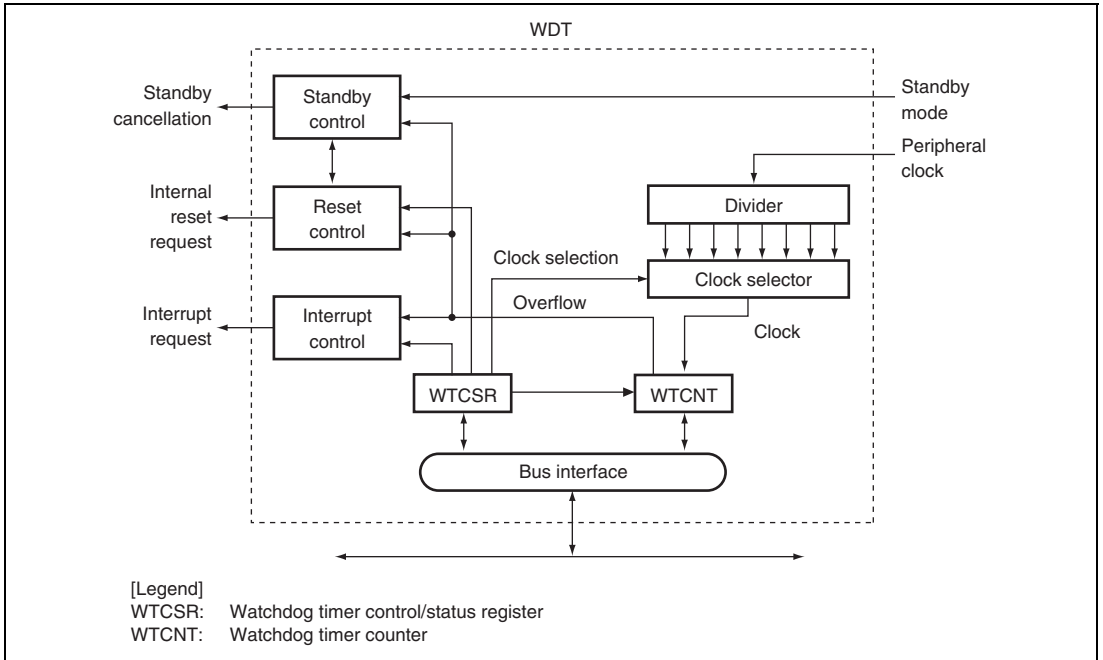 WDT
Standby
cancellation
Standby
control
Standby
mode
Peripheral
clock
Internal
reset
request
Reset
control
Divider
Clock selection
Clock selector
Overflow
Clock
Interrupt
request
Interrupt
control
WTCSR
WTCNT
Bus interface
[Legend]
WTCSR: Watchdog timer control/status register
WTCNT: Watchdog timer counter